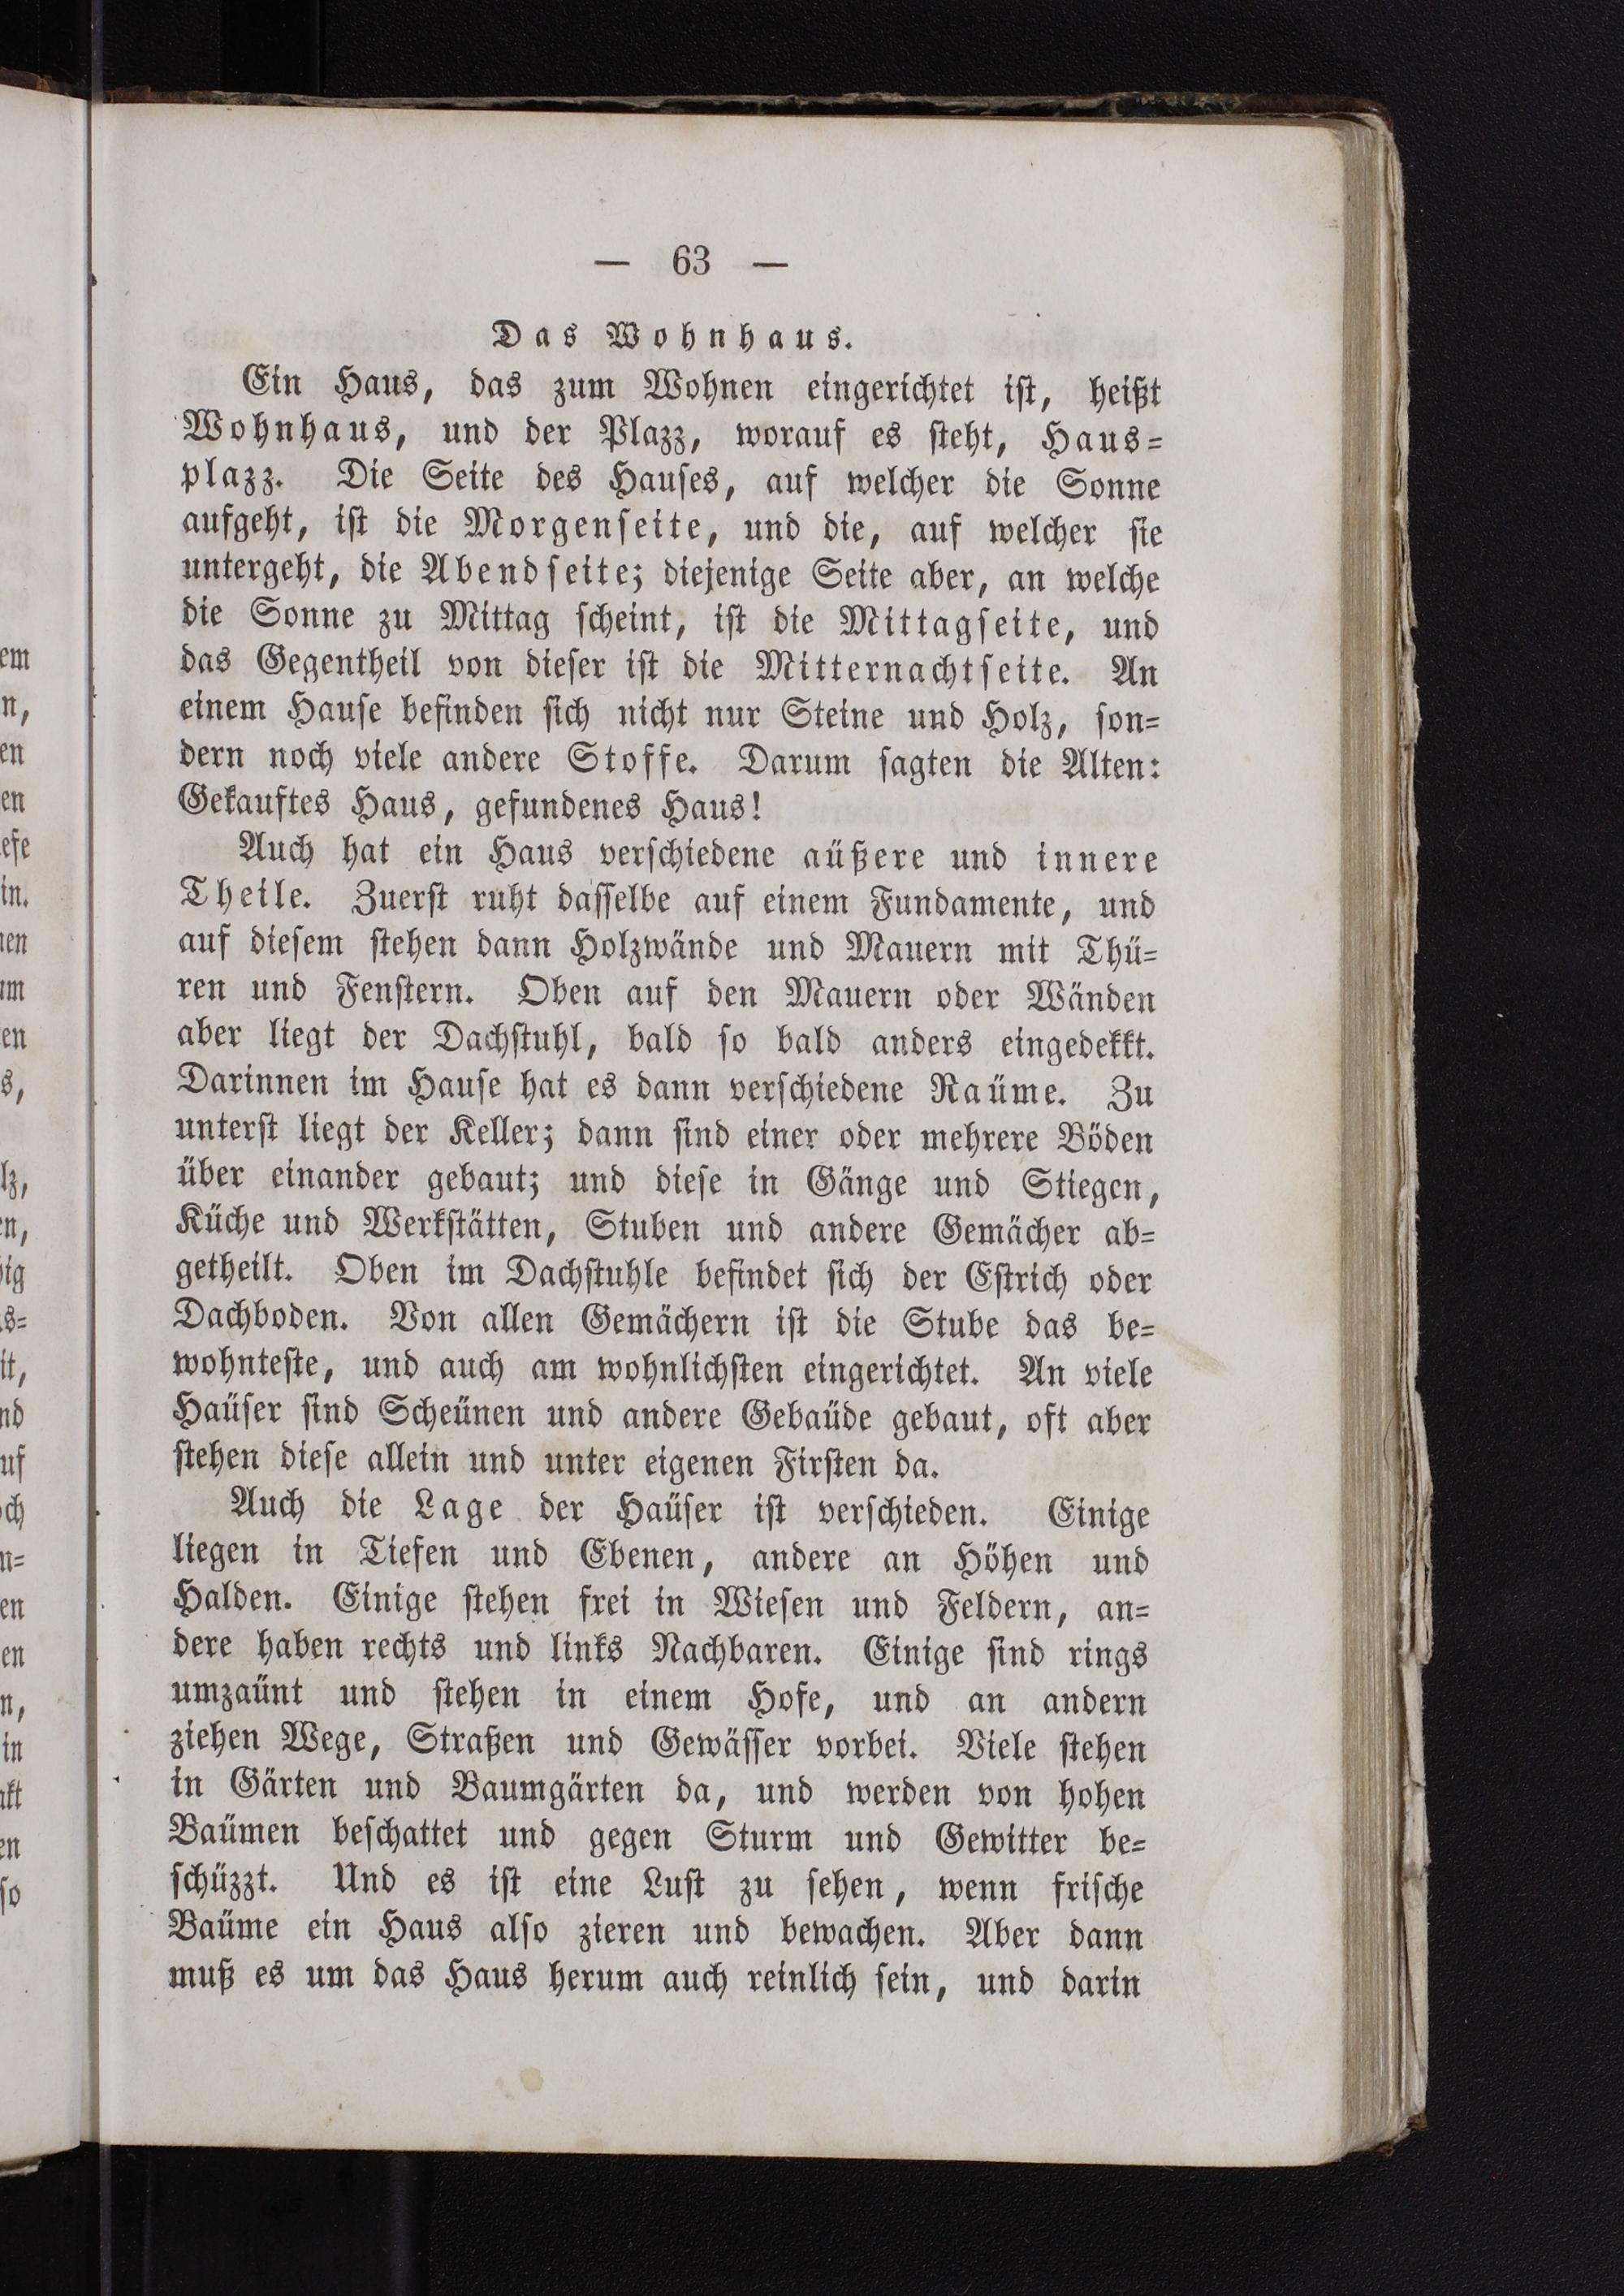 — 63 —
Das Wohnhaus.
Ein Haus, das zum Wohnen eingerichtet iſt, heißt
Wohnhaus, und der Plazz, worauf es ſteht, Haus=
plazz. Die Seite des Hauſes, auf welcher die Sonne
aufgeht, iſt die Morgenſeite, und die, auf welcher ſie
untergeht, die Abendſeite; diejenige Seite aber, an welche
die Sonne zu Mittag ſcheint, iſt die Mittagſeite, und
das Gegentheil von dieſer iſt die Mitternachtſeite. An
einem Hauſe befinden ſich nicht nur Steine und Holz, ſon=
dern noch viele andere Stoffe. Darum ſagten die Alten:
Gekauftes Haus, gefundenes Haus!
Auch hat ein Haus verſchiedene aüßere und innere
Theile. Zuerst ruht daſſelbe auf einem Fundamente, und
auf dieſem ſtehen dann Holzwände und Mauern mit Thü=
ren und Fenſtern. Oben auf den Mauern oder Wänden
aber liegt der Dachſtuhl, bald ſo bald anders eingedekkt.
Darinnen im Hauſe hat es dann verſchiedene Raüme. Zu
unterſt liegt der Keller; dann ſind einer oder mehrere Böden
über einander gebaut; und dieſe in Gänge und Stiegen,
Küche und Werkſtätten, Stuben und andere Gemächer ab=
getheilt. Oben im Dachſtuhle befindet ſich der Eſtrich oder
Dachboden. Von allen Gemächern iſt die Stube das be=
wohnteſte, und auch am wohnlichſten eingerichtet. An viele
Haüſer ſind Scheünen und andere Gebaüde gebaut, oft aber
ſtehen dieſe allein und unter eigenen Firſten da.
Auch die Lage der Haüſer iſt verſchieden. Einige
liegen in Tiefen und Ebenen, andere an Höhen und
Halden. Einige ſtehen frei in Wieſen und Feldern, an=
dere haben rechts und links Nachbaren. Einige ſind rings
umzaünt und ſtehen in einem Hofe, und an andern
ziehen Wege, Straßen und Gewäſſer vorbei. Viele ſtehen
in Gärten und Baumgärten da, und werden von hohen
Baümen beſchattet und gegen Sturm und Gewitter be=
ſchüzzt. Und es iſt eine Luſt zu ſehen, wenn friſche
Baüme ein Haus alſo zieren und bewachen. Aber dann
muß es um das Haus herum auch reinlich ſein, und darin